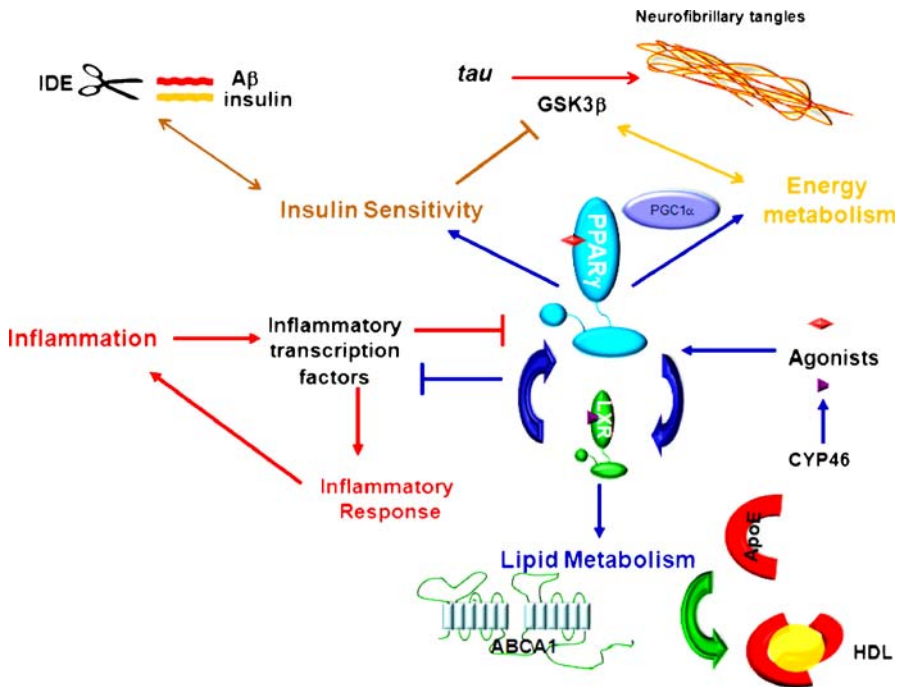 Neurofibrillary tangles
IDE
Aβ
insulin
tau
GSK3β
Insulin Sensitivity
PPARγ
PGC1α
Energy
metabolism
Inflammation
Inflammatory
transcription
factors
Agonists
LXR
CYP46
Inflammatory
Response
Lipid Metabolism
ApoE
ABCA1
HDL